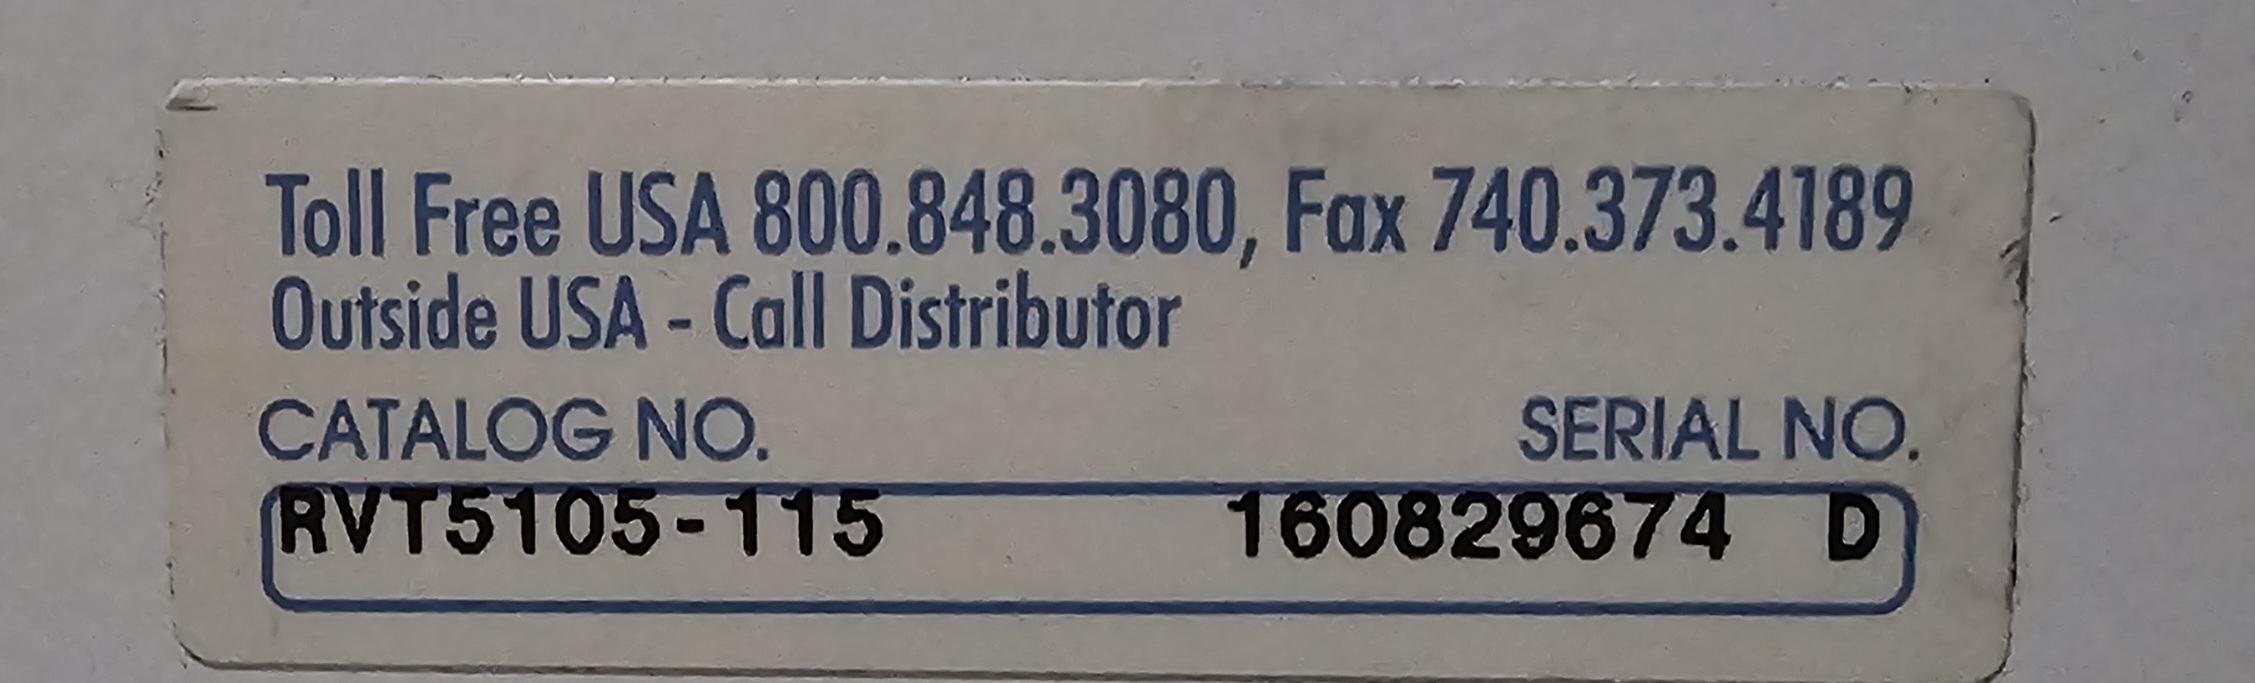 Toll Free USA 800.848.3080, Fax 740.373.4189
Outside USA - Call Distributor
CATALOG NO. SERIAL NO.
RVT5105-115 160829674 D